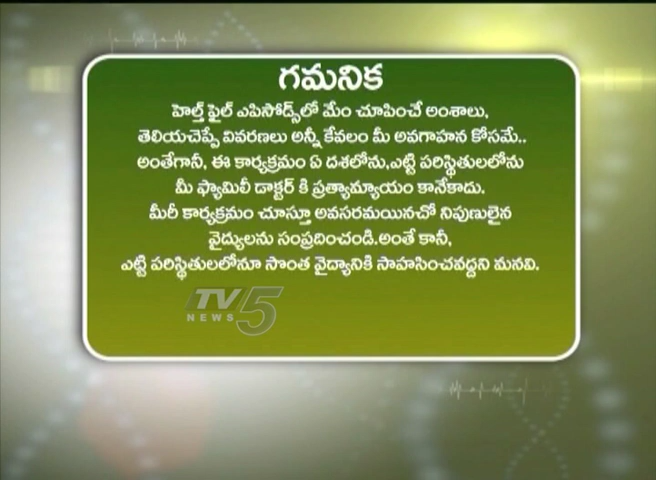 గమనిక
హెల్త్ ఫైల్ ఎపిసోడ్స్‌లో మేం చూపించే అంశాలు,
తెలియచెప్పే వివరణలు అన్నీ కేవలం మీ అవగాహన కోసమే..
అంతేగానీ, ఈ కార్యక్రమం ఏ దశలోను,ఎట్టి పరిస్థితులలోను
మీ ఫ్యామిలీ డాక్టర్ కి ప్రత్యామ్యాయం కానేకాదు.
మీరీ కార్యక్రమం చూస్తూ అవసరమయినచో నిపుణులైన
వైద్యులను సంప్రదించండి.అంతే కానీ,
ఎట్టి పరిస్థితులలోనూ సొంత వైద్యానికి సాహసించవద్దని మనవి.
TV5
NEWS